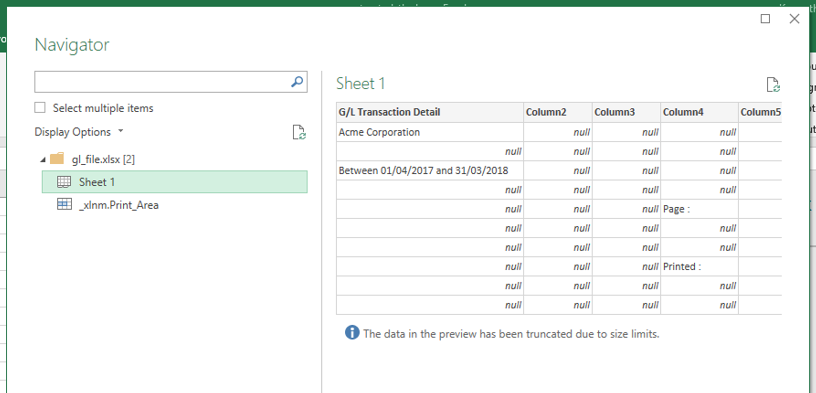 Navigator
Select multiple items
Display Options
gl_file.xlsx [2]
Sheet 1
_xlnm.Print_Area
Sheet 1
G/L Transaction Detail Column2 Column3 Column4 Column5
Acme Corporation null null null
null null null null
Between 01/04/2017 and 31/03/2018 null null null
null null null null
null null null Page :
null null null null
null null null null
null null null Printed :
null null null null
null null null null
The data in the preview has been truncated due to size limits.